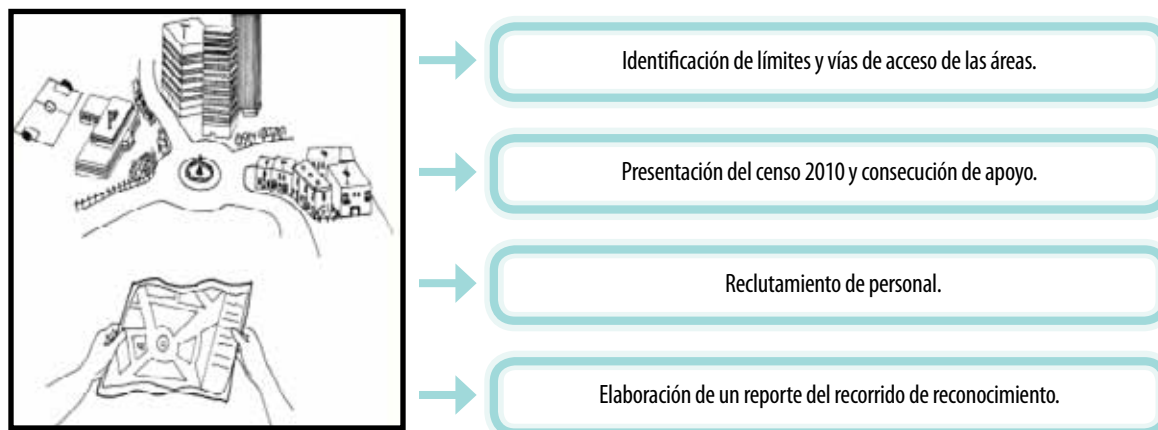 Identificación de límites y vías de acceso de las áreas.
Presentación del censo 2010 y consecución de apoyo.
Reclutamiento de personal.
Elaboración de un reporte del recorrido de reconocimiento.